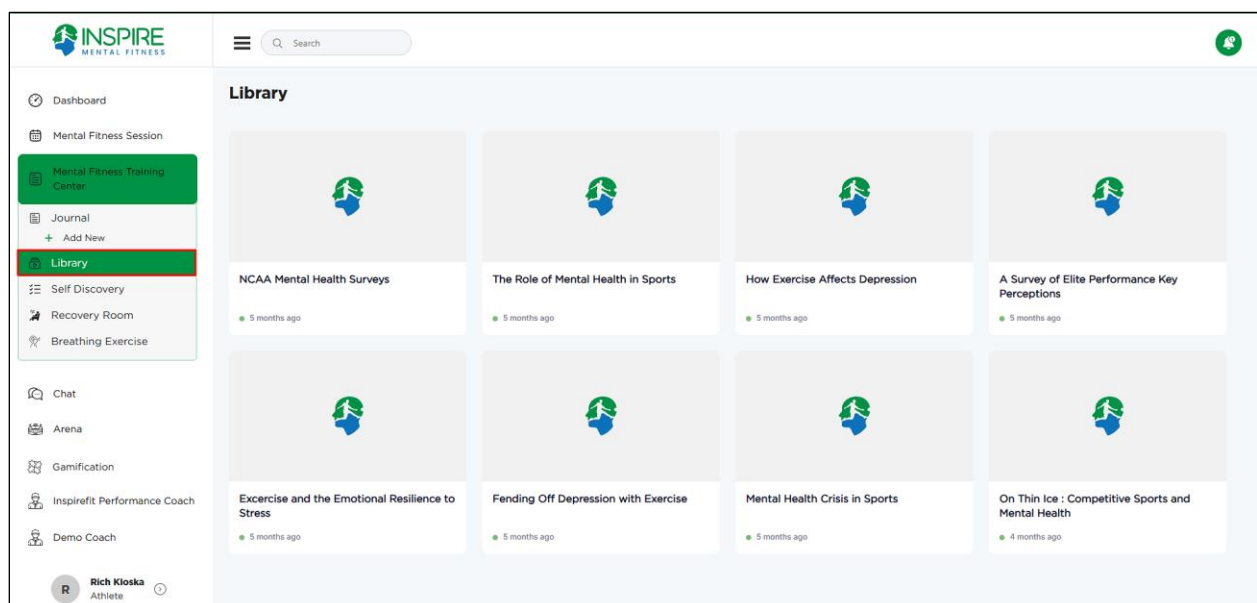 INSPIRE
MENTAL FITNESS
Search
Dashboard
Mental Fitness Session
Mental Fitness Training
Center
Journal
+ Add New
Library
Self Discovery
Recovery Room
Breathing Exercise
Chat
Arena
Gamification
Inspirefit Performance Coach
Demo Coach
R
Rich Kloska
Athlete
Library
NCAA Mental Health Surveys
5 months ago
The Role of Mental Health in Sports
5 months ago
How Exercise Affects Depression
5 months ago
A Survey of Elite Performance Key
Perceptions
5 months ago
Excercise and the Emotional Resilience to
Stress
5 months ago
Fending Off Depression with Exercise
5 months ago
Mental Health Crisis in Sports
5 months ago
On Thin Ice : Competitive Sports and
Mental Health
4 months ago